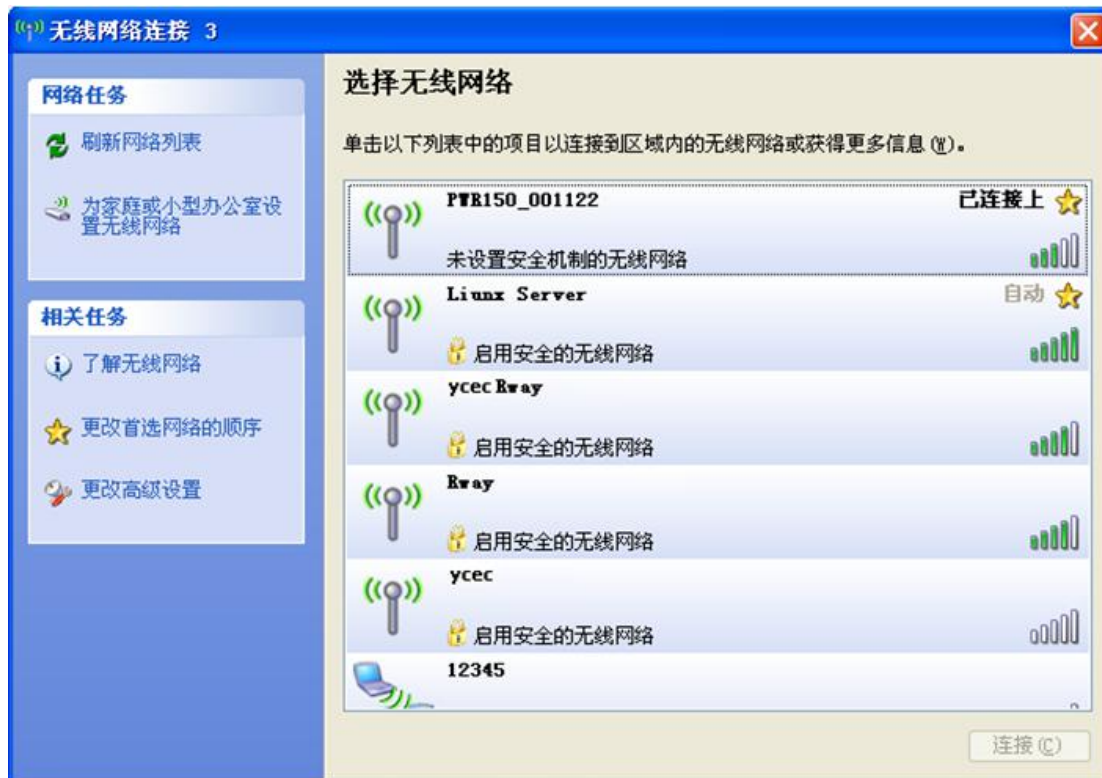 无线网络连接 3
网络任务
刷新网络列表
为家庭或小型办公室设
置无线网络
相关任务
了解无线网络
更改首选网络的顺序
更改高级设置
选择无线网络
单击以下列表中的项目以连接到区域内的无线网络或获得更多信息(W)。
PWR150_001122 已连接上
未设置安全机制的无线网络
Liunx Server 自动
启用安全的无线网络
ycec Rway
启用安全的无线网络
Rway
启用安全的无线网络
ycec
启用安全的无线网络
12345
连接(C)